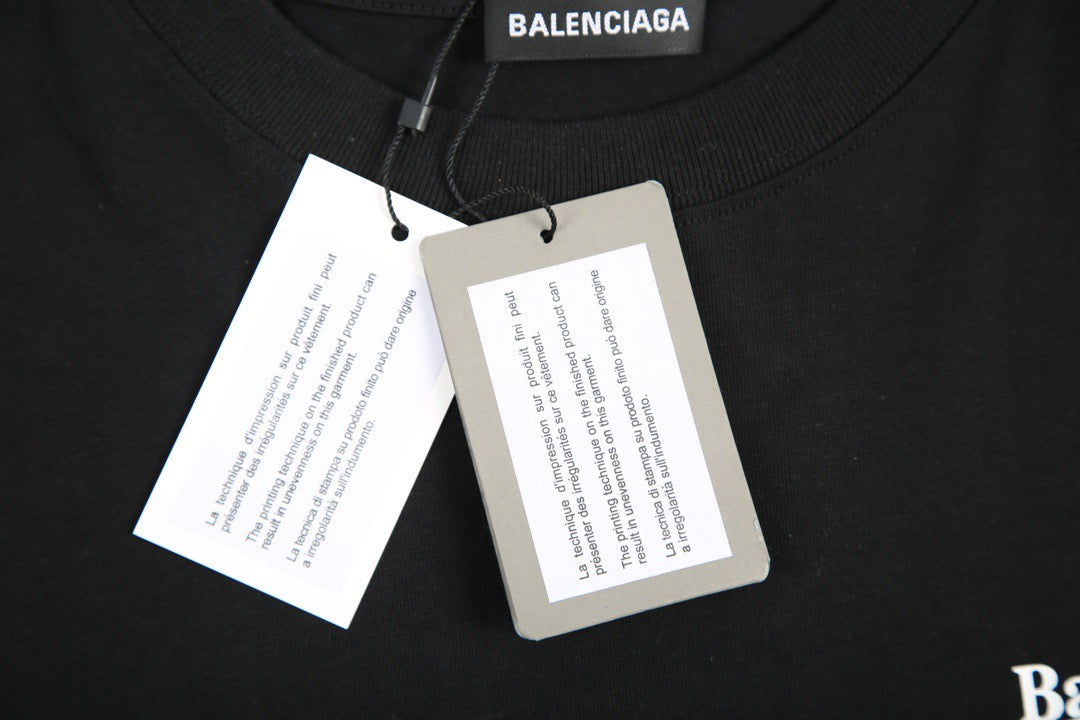 BALENCIAGA
La technique d'impression sur produit fini peut
présenter des irrégularités sur ce vêtement.
The printing technique on the finished product can
result in unevenness on this garment.
La tecnica di stampa su prodoto finito può dare origine
a irregolarità sull'indumento.
La technique d'impression sur produit fini peut
présenter des irrégularités sur ce vêtement.
The printing technique on the finished product can
result in unevenness on this garment.
La tecnica di stampa su prodoto finito può dare origine
a irregolarita sull'indumento.
Ba